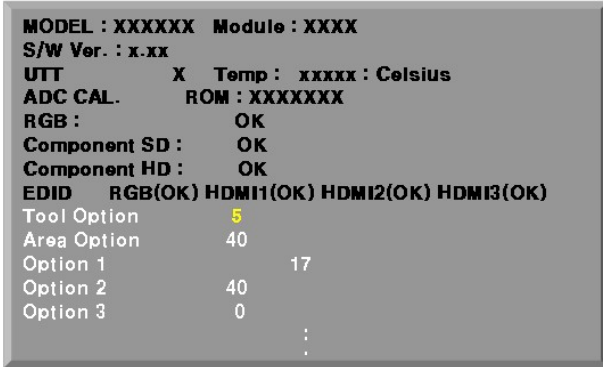 MODEL : XXXXXX Module : XXXX
S/W Ver. : x.xx
UTT X Temp : xxxxx : Celsius
ADC CAL. ROM : XXXXXXX
RGB : OK
Component SD : OK
Component HD : OK
EDID RGB(OK) HDMI1(OK) HDMI2(OK) HDMI3(OK)
Tool Option 5
Area Option 40
Option 1 17
Option 2 40
Option 3 0
: